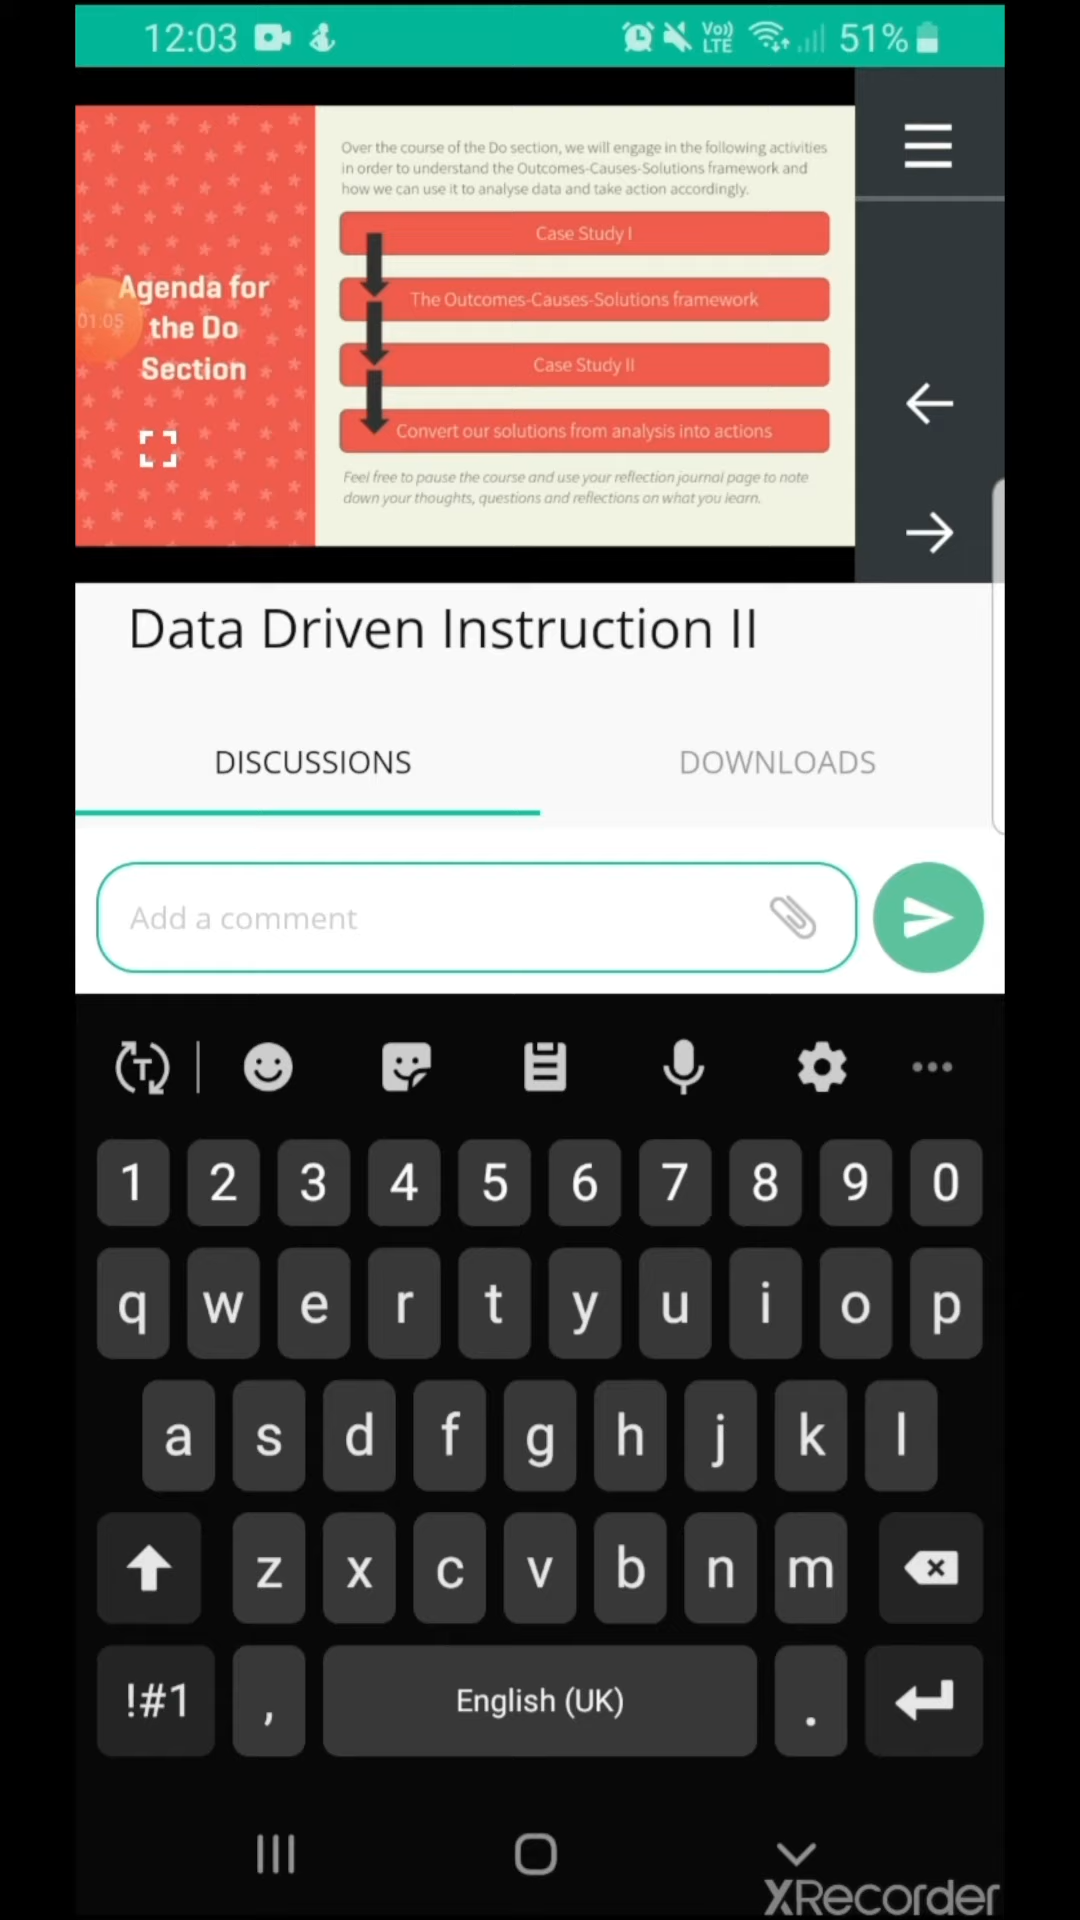 12:03
Vo)) LTE
51%
Over the course of the Do section, we will engage in the following activities
in order to understand the Outcomes-Causes-Solutions framework and
how we can use it to analyse data and take action accordingly.
Agenda for
the Do
Section
01:05
Case Study I
The Outcomes-Causes-Solutions framework
Case Study II
Convert our solutions from analysis into actions
Feel free to pause the course and use your reflection journal page to note
down your thoughts, questions and reflections on what you learn.
Data Driven Instruction II
DISCUSSIONS
DOWNLOADS
Add a comment
T
1 2 3 4 5 6 7 8 9 0
q w e r t y u i o p
a s d f g h j k l
z x c v b n m
!#1 , English (UK) .
XRecorder